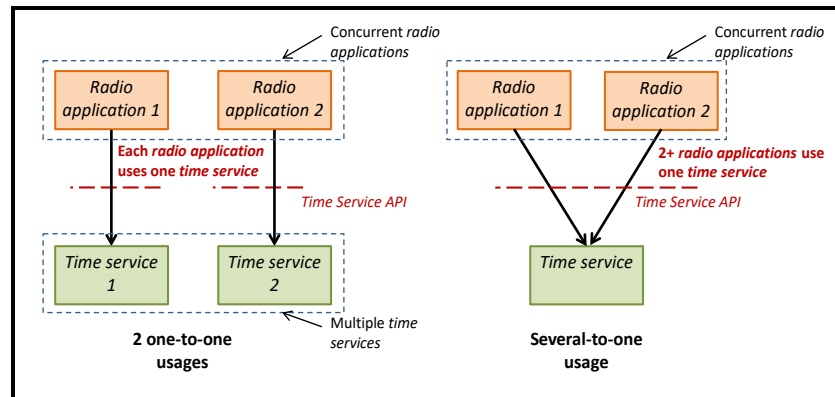 Concurrent radio
applications
Radio
application 1
Radio
application 2
Each radio application
uses one time service
Time Service API
Time service
1
Time service
2
Multiple time
services
2 one-to-one
usages
Concurrent radio
applications
Radio
application 1
Radio
application 2
2+ radio applications use
one time service
Time Service API
Time service
Several-to-one
usage